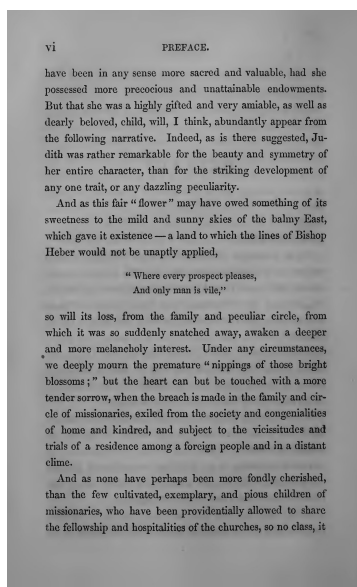 vi PREFACE.
have been in any sense more sacred and valuable, had she
possessed more precocious and unattainable endowments.
But that she was a highly gifted and very amiable, as well as
dearly beloved, child, will, I think, abundantly appear from
the following narrative. Indeed, as is there suggested, Ju-
dith was rather remarkable for the beauty and symmetry of
her entire character, than for the striking development of
any one trait, or any dazzling peculiarity.
And as this fair “flower” may have owed something of its
sweetness to the mild and sunny skies of the balmy East,
which gave it existence — a land to which the lines of Bishop
Heber would not be unaptly applied,
“Where every prospect pleases,
And only man is vile,”
so will its loss, from the family and peculiar circle, from
which it was so suddenly snatched away, awaken a deeper
and more melancholy interest. Under any circumstances,
we deeply mourn the premature “nippings of those bright
blossoms;” but the heart can but be touched with a more
tender sorrow, when the breach is made in the family and cir-
cle of missionaries, exiled from the society and congenialities
of home and kindred, and subject to the vicissitudes and
trials of a residence among a foreign people and in a distant
clime.
And as none have perhaps been more fondly cherished,
than the few cultivated, exemplary, and pious children of
missionaries, who have been providentially allowed to share
the fellowship and hospitalities of the churches, so no class, it